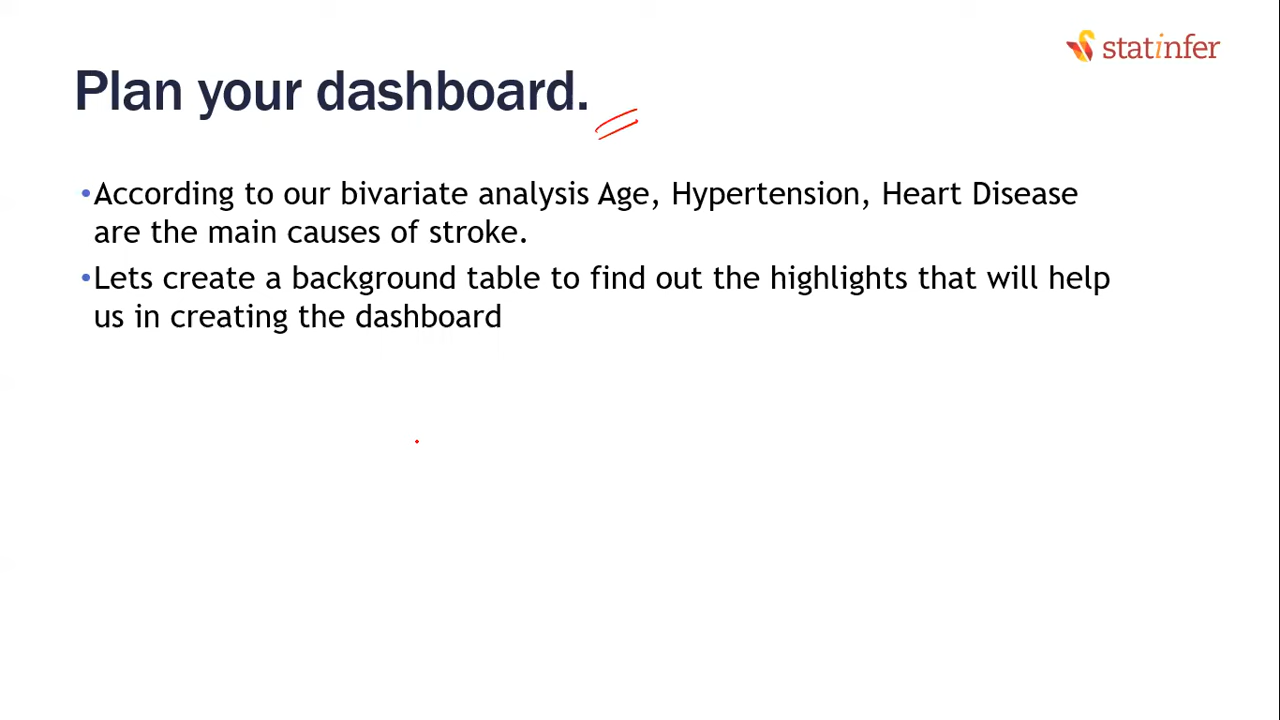 statinfer
Plan your dashboard.
•According to our bivariate analysis Age, Hypertension, Heart Disease
are the main causes of stroke.
•Lets create a background table to find out the highlights that will help
us in creating the dashboard